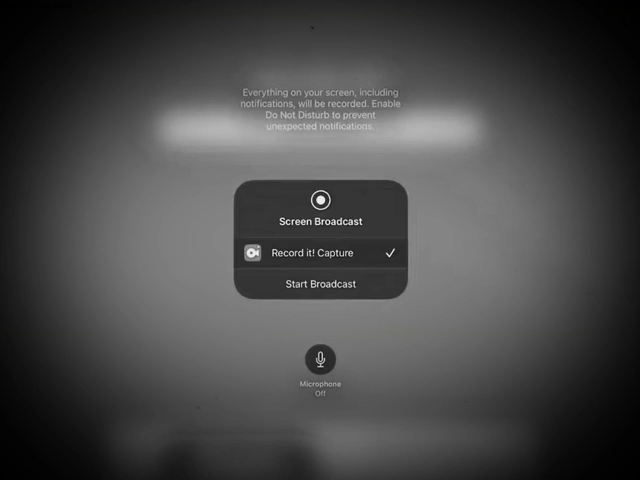 Everything on your screen, including
notifications, will be recorded. Enable
Do Not Disturb to prevent
unexpected notifications.
Screen Broadcast
Record it! Capture
Start Broadcast
Microphone
Off